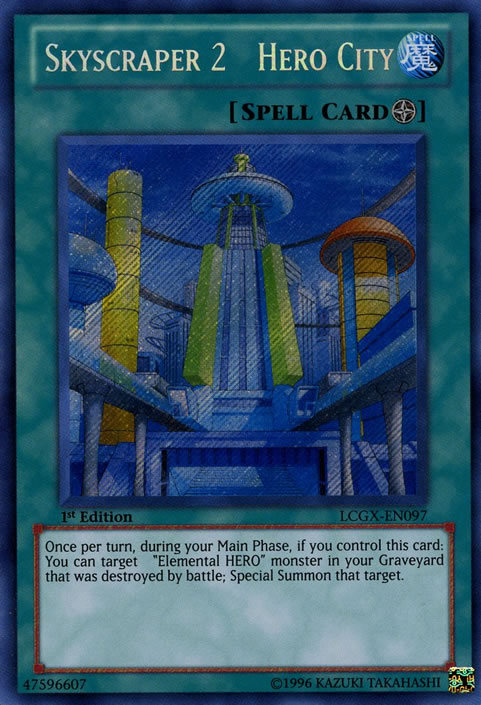 SKYSCRAPER 2 HERO CITY
SPELL
魔
[SPELL CARD]
1st Edition
LCGX-EN097
Once per turn, during your Main Phase, if you control this card:
You can target "Elemental HERO" monster in your Graveyard
that was destroyed by battle; Special Summon that target.
47596607
©1996 KAZUKI TAKAHASHI